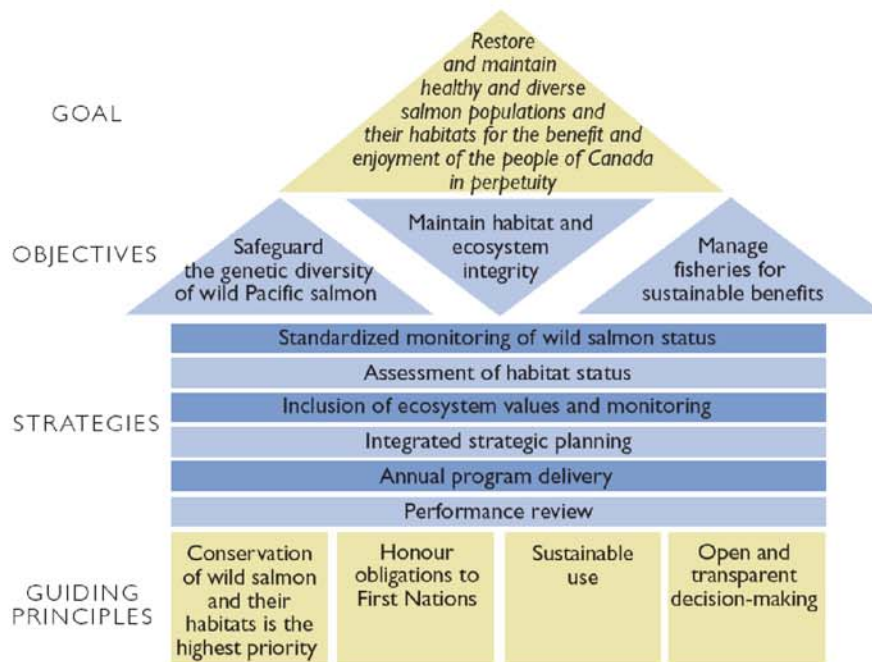 GOAL
Restore
and maintain
healthy and diverse
salmon populations and
their habitats for the benefit and
enjoyment of the people of Canada
in perpetuity
OBJECTIVES
Safeguard
the genetic diversity
of wild Pacific salmon
Maintain habitat and
ecosystem
integrity
Manage
fisheries for
sustainable benefits
STRATEGIES
Standardized monitoring of wild salmon status
Assessment of habitat status
Inclusion of ecosystem values and monitoring
Integrated strategic planning
Annual program delivery
Performance review
GUIDING
PRINCIPLES
Conservation
of wild salmon
and their
habitats is the
highest priority
Honour
obligations to
First Nations
Sustainable
use
Open and
transparent
decision-making